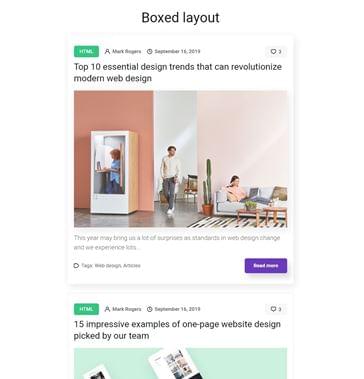 Boxed layout
HTML Mark Rogers September 16, 2019 3
Top 10 essential design trends that can revolutionize
modern web design
This year may bring us a lot of surprises as standards in web design change
and we experience lots...
Tags: Web design, Articles Read more
HTML Mark Rogers September 16, 2019 3
15 impressive examples of one-page website design
picked by our team